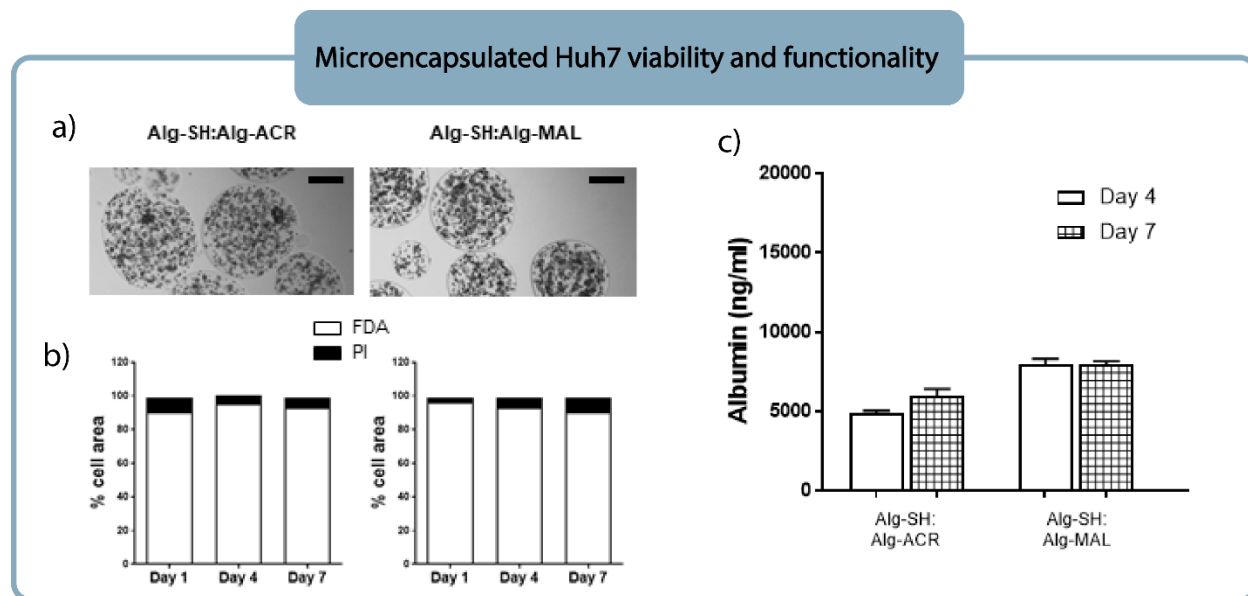 Microencapsulated Huh7 viability and functionality
a)
Alg-SH:Alg-ACR
Alg-SH:Alg-MAL
b)
FDA
PI
120
100
80
60
40
20
0
% cell area
Day 1
Day 4
Day 7
120
100
80
60
40
20
0
% cell area
Day 1
Day 4
Day 7
c)
Day 4
Day 7
20000
15000
10000
5000
0
Albumin (ng/ml)
Alg-SH:
Alg-ACR
Alg-SH:
Alg-MAL